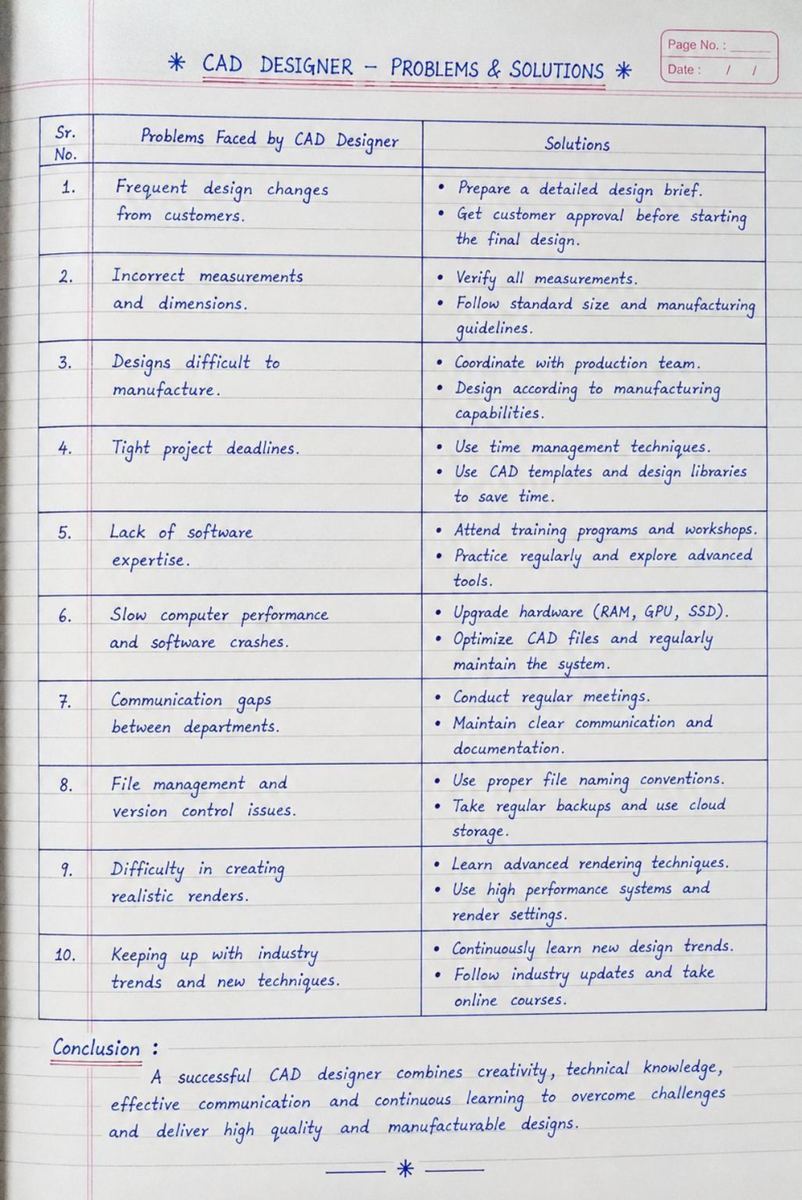 * CAD DESIGNER - PROBLEMS & SOLUTIONS *
Page No. :
Date : / /
Sr. No.
Problems Faced by CAD Designer
Solutions
1.
Frequent design changes
from customers.
• Prepare a detailed design brief.
• Get customer approval before starting
the final design.
2.
Incorrect measurements
and dimensions.
• Verify all measurements.
• Follow standard size and manufacturing
guidelines.
3.
Designs difficult to
manufacture.
• Coordinate with production team.
• Design according to manufacturing
capabilities.
4.
Tight project deadlines.
• Use time management techniques.
• Use CAD templates and design libraries
to save time.
5.
Lack of software
expertise.
• Attend training programs and workshops.
• Practice regularly and explore advanced
tools.
6.
Slow computer performance
and software crashes.
• Upgrade hardware (RAM, GPU, SSD).
• Optimize CAD files and regularly
maintain the system.
7.
Communication gaps
between departments.
• Conduct regular meetings.
• Maintain clear communication and
documentation.
8.
File management and
version control issues.
• Use proper file naming conventions.
• Take regular backups and use cloud
storage.
9.
Difficulty in creating
realistic renders.
• Learn advanced rendering techniques.
• Use high performance systems and
render settings.
10.
Keeping up with industry
trends and new techniques.
• Continuously learn new design trends.
• Follow industry updates and take
online courses.
Conclusion :
A successful CAD designer combines creativity, technical knowledge,
effective communication and continuous learning to overcome challenges
and deliver high quality and manufacturable designs.